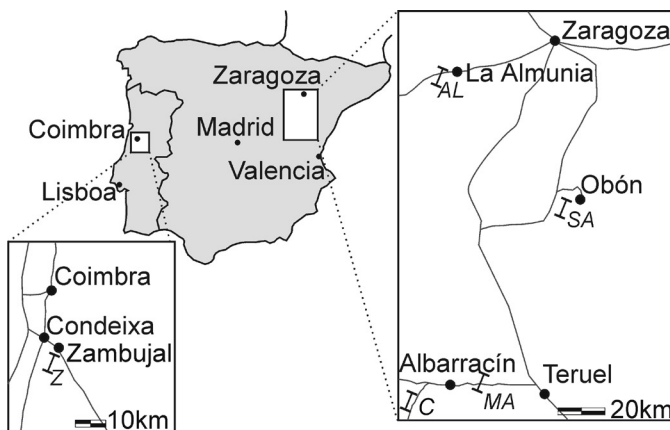 Zaragoza
Coimbra
Madrid
Valencia
Lisboa
Zaragoza
La Almunia
AL
Obón
SA
Albarracín
Teruel
C
MA
20km
Coimbra
Condeixa
Zambujal
Z
10km